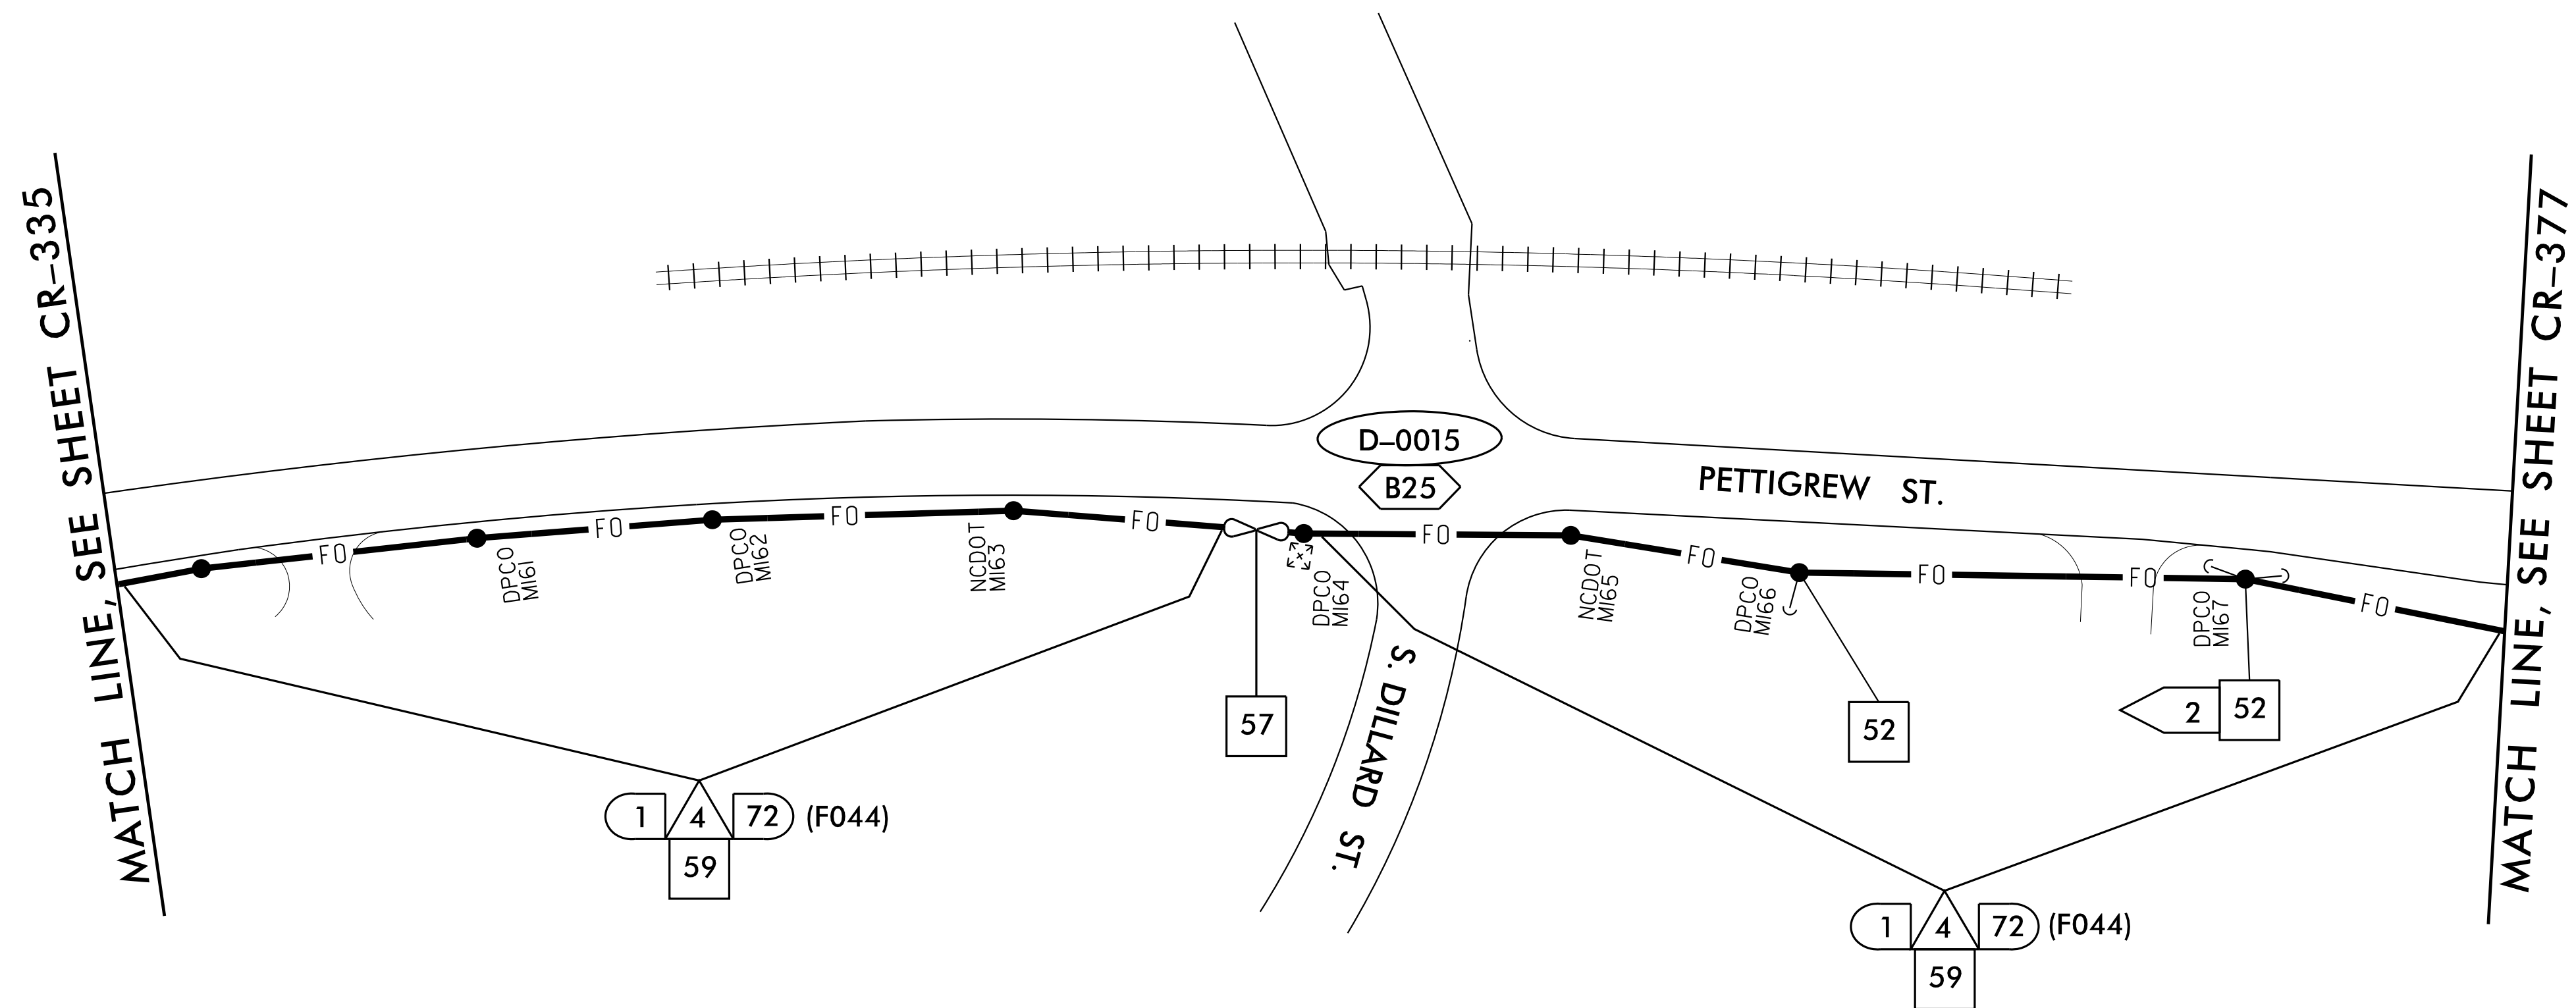 MATCH LINE, SEE SHEET CR-335
MATCH LINE, SEE SHEET CR-377
D-0015
B25
PETTIGREW ST.
S. DILLARD ST.
FO
FO
FO
FO
FO
FO
FO
FO
FO
DPCO
MI61
DPCO
MI62
NCDOT
MI63
DPCO
MI64
NCDOT
MI65
DPCO
MI66
DPCO
MI67
57
52
2 52
1 4 72 (F044)
59
1 4 72 (F044)
59